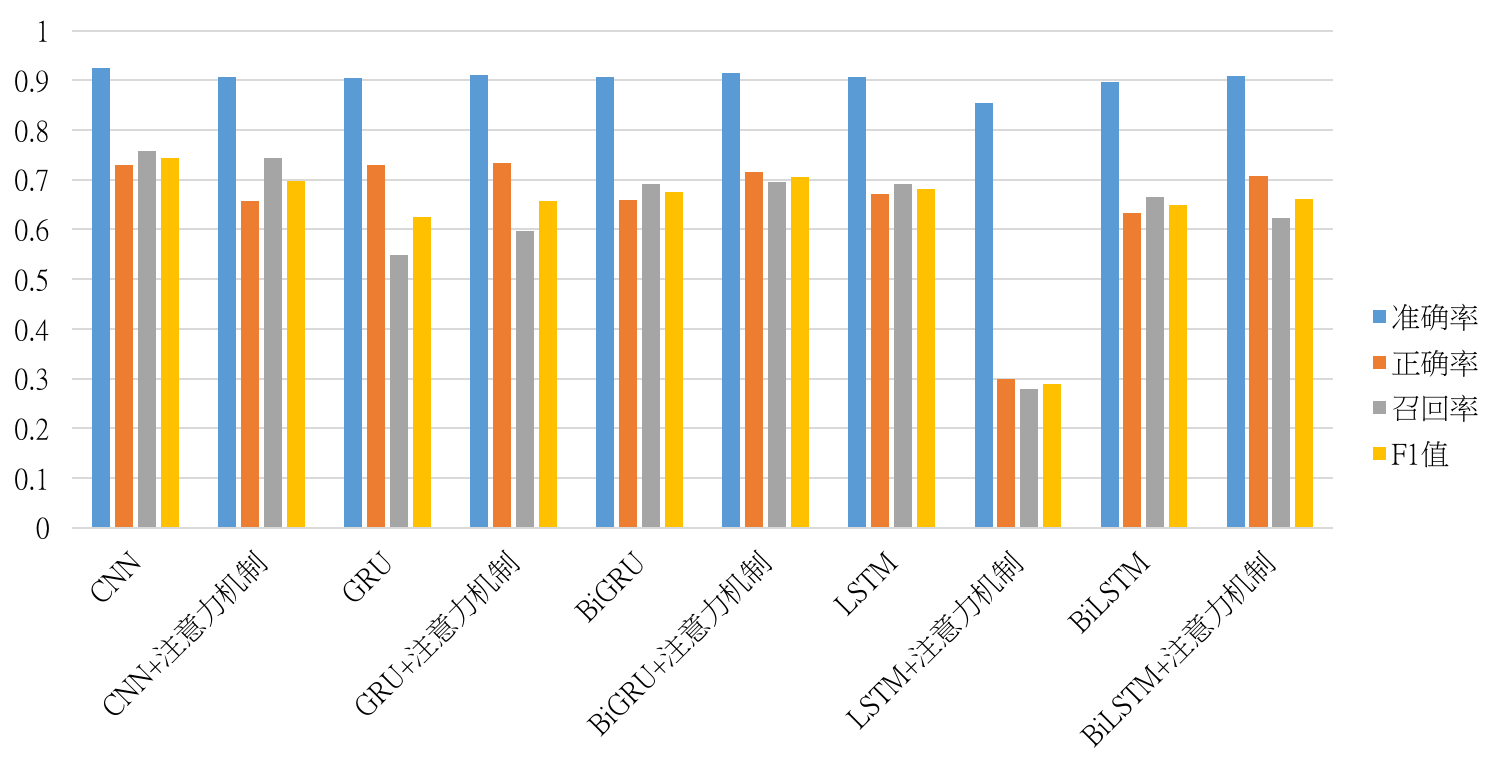 1
0.9
0.8
0.7
0.6
0.5
0.4
0.3
0.2
0.1
0
CNN
CNN+注意力机制
GRU
GRU+注意力机制
BiGRU
BiGRU+注意力机制
LSTM
LSTM+注意力机制
BiLSTM
BiLSTM+注意力机制
准确率
正确率
召回率
F1值